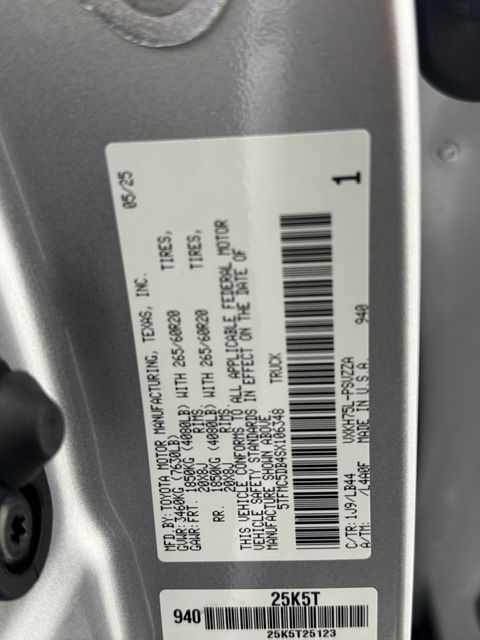 05/25
MFD.BY:TOYOTA MOTOR MANUFACTURING, TEXAS, INC.
GVWR:3460KG (7630LB)
GAWR:FRT. 1850KG (4080LB) WITH 265/60R20 TIRES,
20X8J RIMS.
RR. 1850KG (4080LB) WITH 265/60R20 TIRES,
20X8J RIMS.
THIS VEHICLE CONFORMS TO ALL APPLICABLE FEDERAL MOTOR
VEHICLE SAFETY STANDARDS IN EFFECT ON THE DATE OF
MANUFACTURE SHOWN ABOVE.
5TFMC5DB4SX106348 TRUCK
1
C/TR:1J9/LB44 VXKH75L-PSVZZA 940
A/TM: /L4A0F MADE IN U.S.A.
940 25K5T
25K5T25123